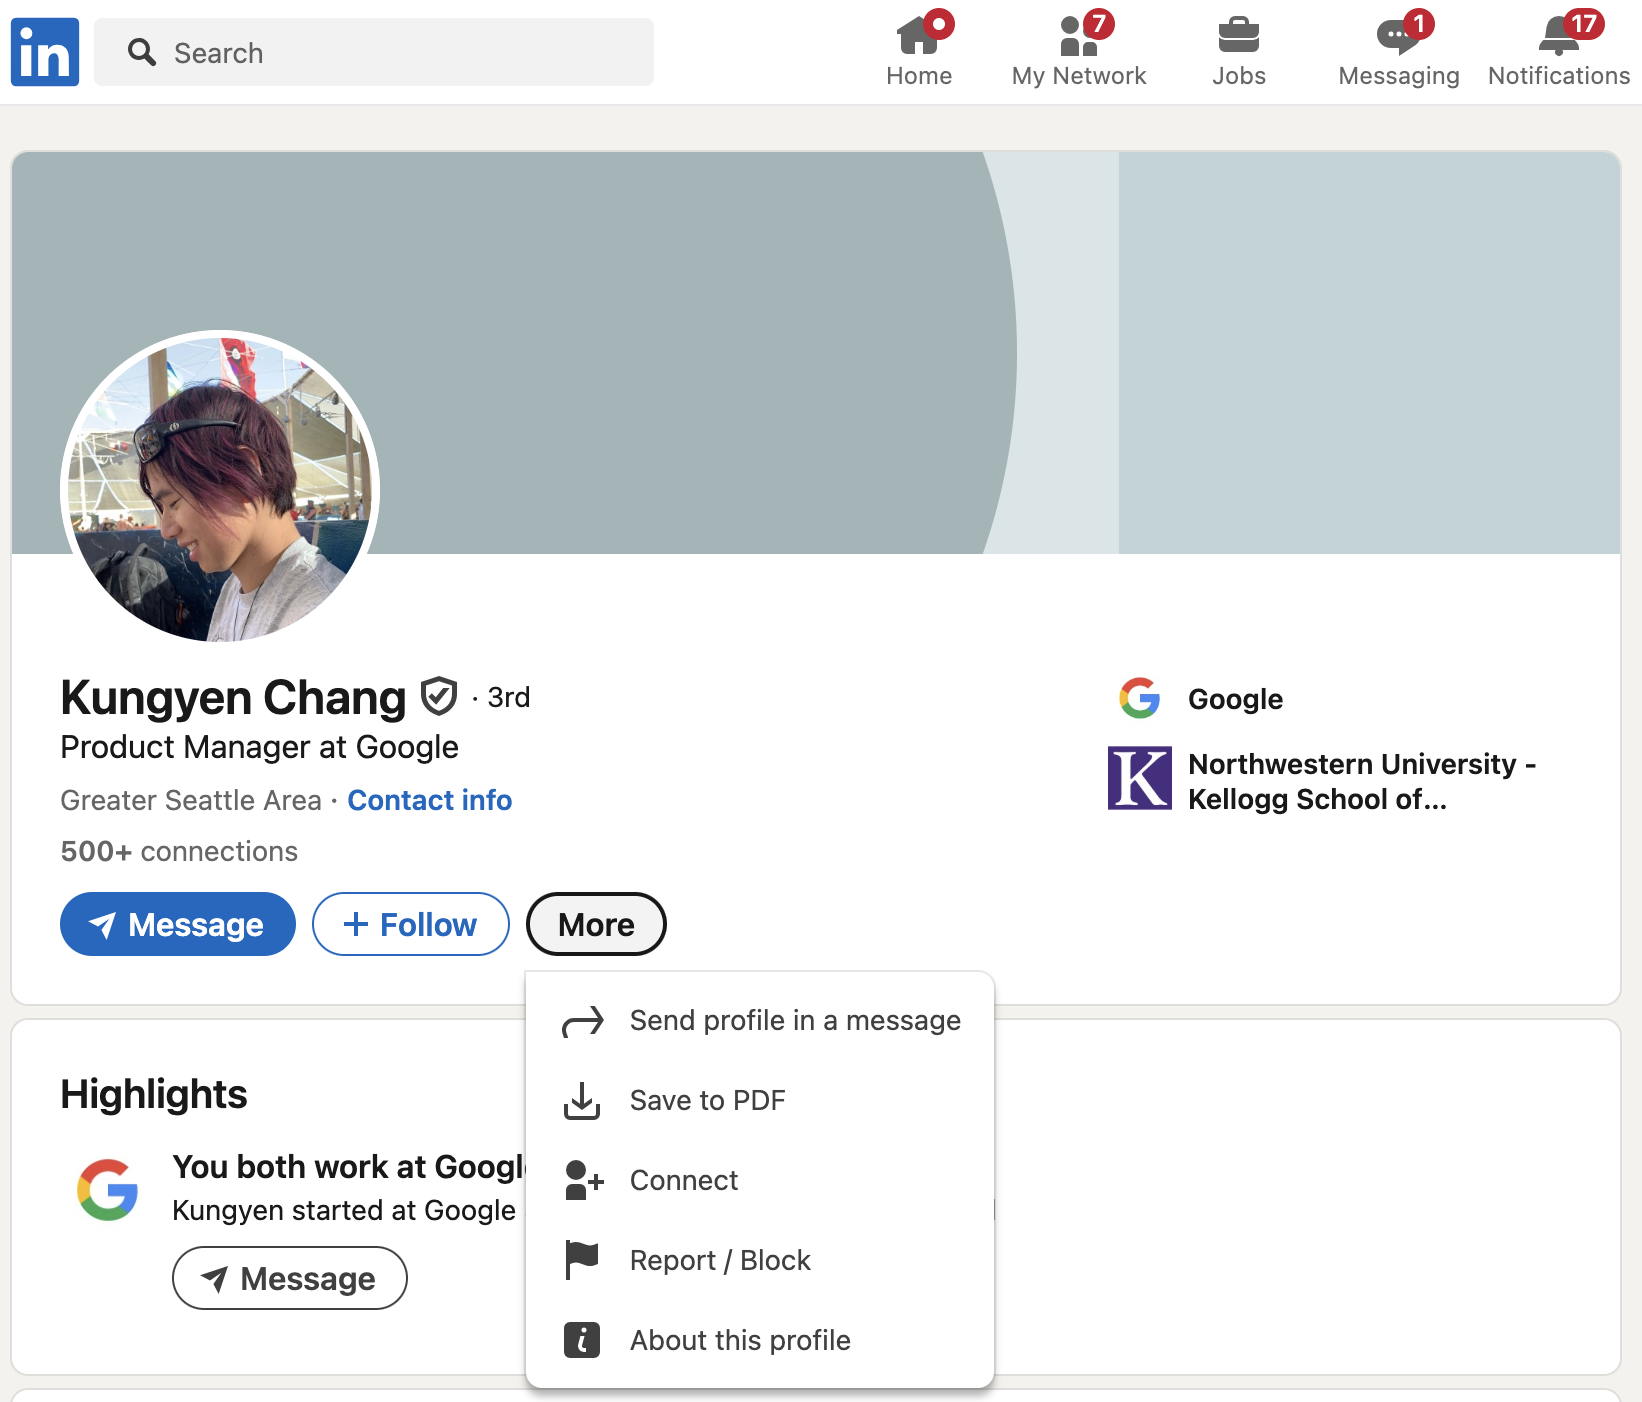 in
Search
Home
7
My Network
Jobs
1
Messaging
17
Notifications
Kungyen Chang · 3rd
Product Manager at Google
Greater Seattle Area · Contact info
500+ connections
Google
K
Northwestern University -
Kellogg School of...
Message
+ Follow
More
Send profile in a message
Save to PDF
Connect
Report / Block
About this profile
Highlights
You both work at Googl
Kungyen started at Google
Message